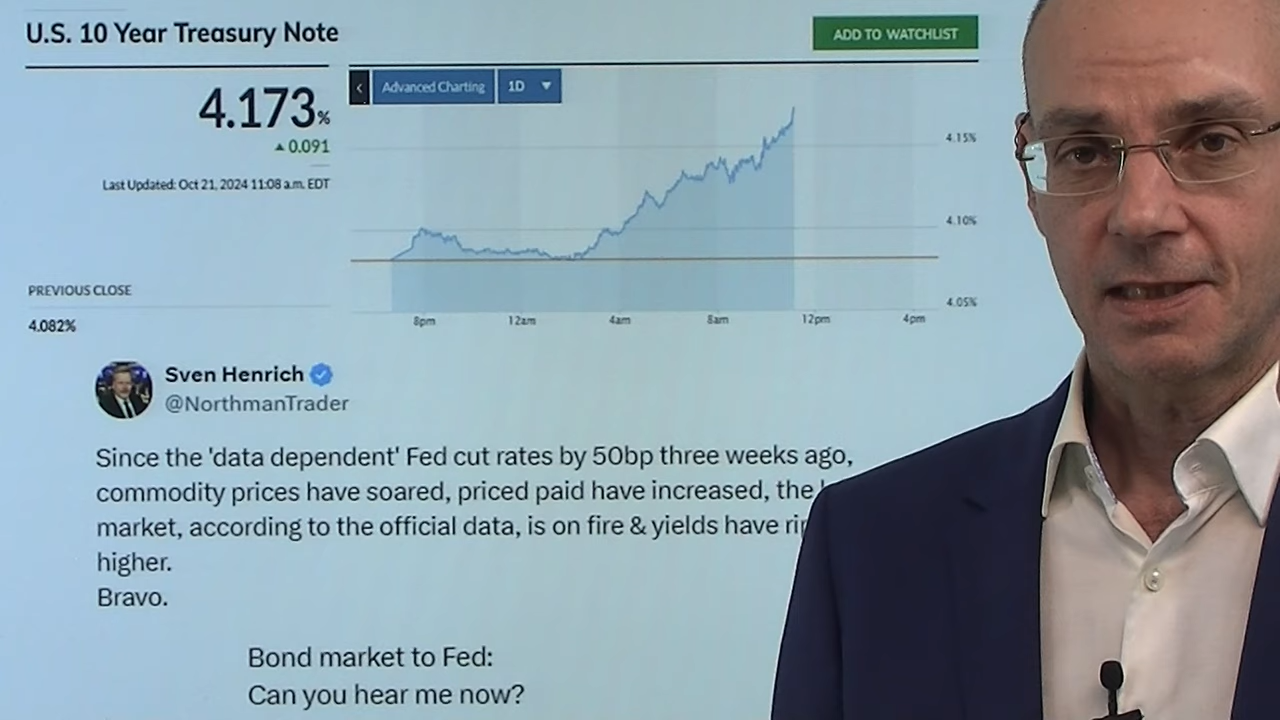 U.S. 10 Year Treasury Note
ADD TO WATCHLIST
4.173%
▲ 0.091
Last Updated: Oct 21, 2024 11:08 a.m. EDT
PREVIOUS CLOSE
4.082%
< Advanced Charting 1D ▼
4.15%
4.10%
4.05%
8pm 12am 4am 8am 12pm 4pm
Sven Henrich
@NorthmanTrader
Since the 'data dependent' Fed cut rates by 50bp three weeks ago,
commodity prices have soared, priced paid have increased, the
market, according to the official data, is on fire & yields have
higher.
Bravo.
Bond market to Fed:
Can you hear me now?